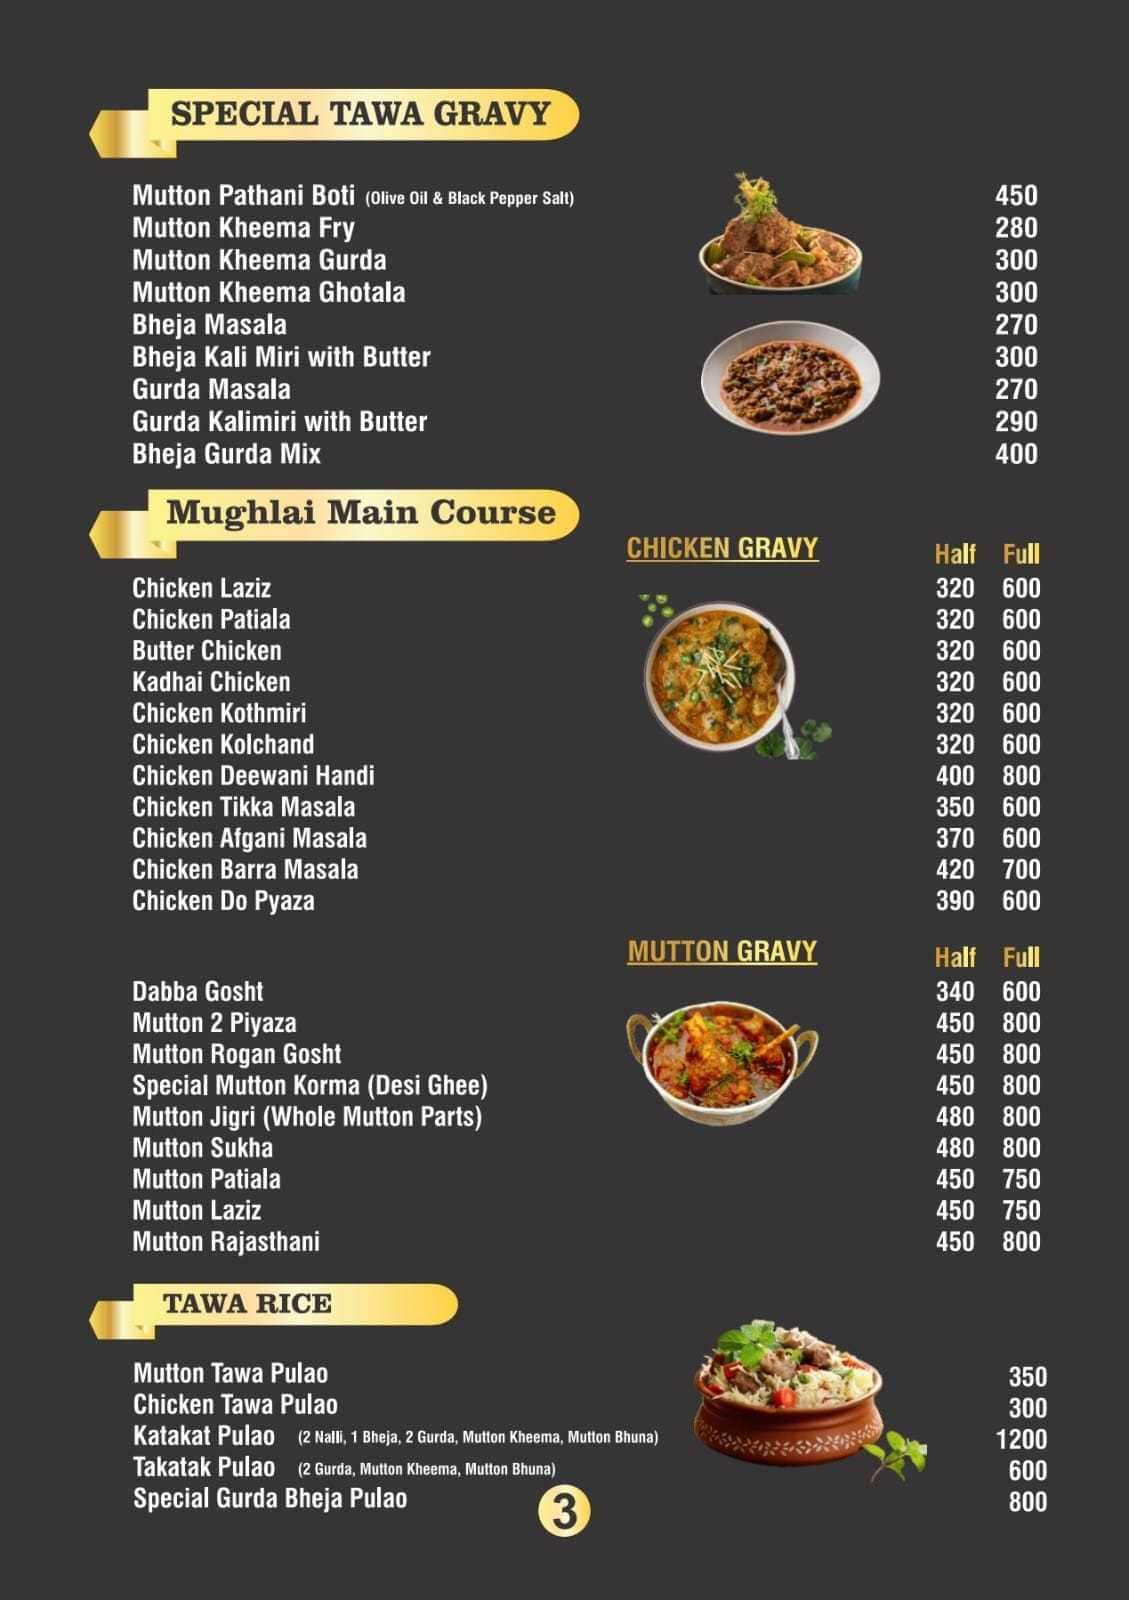 SPECIAL TAWA GRAVY
Mutton Pathani Boti (Olive Oil & Black Pepper Salt) 450
Mutton Kheema Fry 280
Mutton Kheema Gurda 300
Mutton Kheema Ghotala 300
Bheja Masala 270
Bheja Kali Miri with Butter 300
Gurda Masala 270
Gurda Kalimiri with Butter 290
Bheja Gurda Mix 400
Mughlai Main Course
CHICKEN GRAVY Half Full
Chicken Laziz 320 600
Chicken Patiala 320 600
Butter Chicken 320 600
Kadhai Chicken 320 600
Chicken Kothmiri 320 600
Chicken Kolchand 320 600
Chicken Deewani Handi 400 800
Chicken Tikka Masala 350 600
Chicken Afgani Masala 370 600
Chicken Barra Masala 420 700
Chicken Do Pyaza 390 600
MUTTON GRAVY Half Full
Dabba Gosht 340 600
Mutton 2 Piyaza 450 800
Mutton Rogan Gosht 450 800
Special Mutton Korma (Desi Ghee) 450 800
Mutton Jigri (Whole Mutton Parts) 480 800
Mutton Sukha 480 800
Mutton Patiala 450 750
Mutton Laziz 450 750
Mutton Rajasthani 450 800
TAWA RICE
Mutton Tawa Pulao 350
Chicken Tawa Pulao 300
Katakat Pulao (2 Nalli, 1 Bheja, 2 Gurda, Mutton Kheema, Mutton Bhuna) 1200
Takatak Pulao (2 Gurda, Mutton Kheema, Mutton Bhuna) 600
Special Gurda Bheja Pulao 800
3